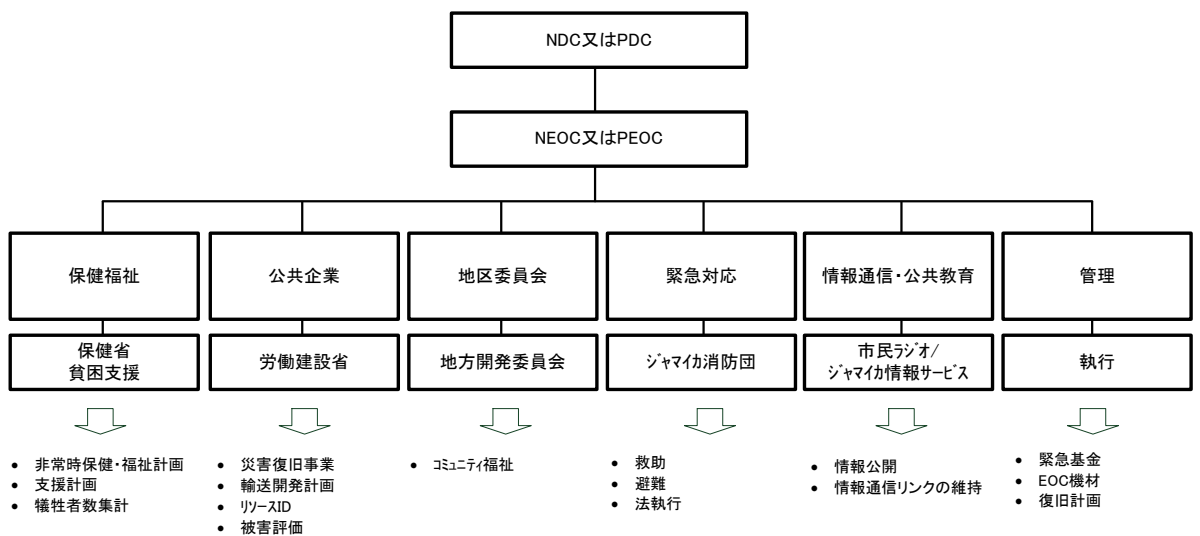 NDC又はPDC
NEOC又はPEOC
保健福祉
公共企業
地区委員会
緊急対応
情報通信・公共教育
管理
保健省
貧困支援
労働建設省
地方開発委員会
ｼﾞｬﾏｲｶ消防団
市民ﾗｼﾞｵ/
ｼﾞｬﾏｲｶ情報ｻｰﾋﾞｽ
執行
• 非常時保健・福祉計画
• 支援計画
• 犠牲者数集計
• 災害復旧事業
• 輸送開発計画
• ﾘｿｰｽID
• 被害評価
• ｺﾐｭﾆﾃｨ福祉
• 救助
• 避難
• 法執行
• 情報公開
• 情報通信リンクの維持
• 緊急基金
• EOC機材
• 復旧計画